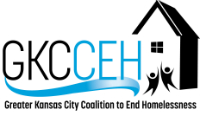 GKCCEH
Greater Kansas City Coalition to End Homelessness